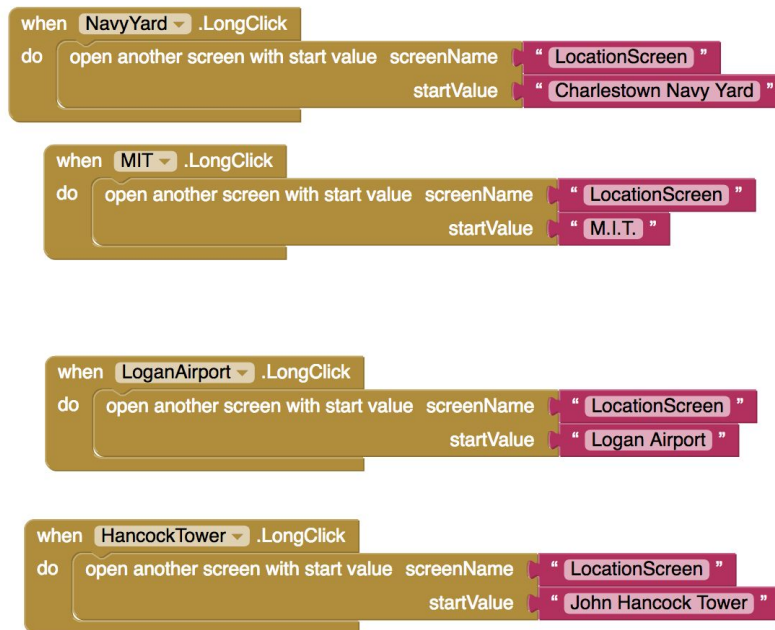 when NavyYard .LongClick
do open another screen with start value screenName “ LocationScreen ”
startValue “ Charlestown Navy Yard ”
when MIT .LongClick
do open another screen with start value screenName “ LocationScreen ”
startValue “ M.I.T. ”
when LoganAirport .LongClick
do open another screen with start value screenName “ LocationScreen ”
startValue “ Logan Airport ”
when HancockTower .LongClick
do open another screen with start value screenName “ LocationScreen ”
startValue “ John Hancock Tower ”